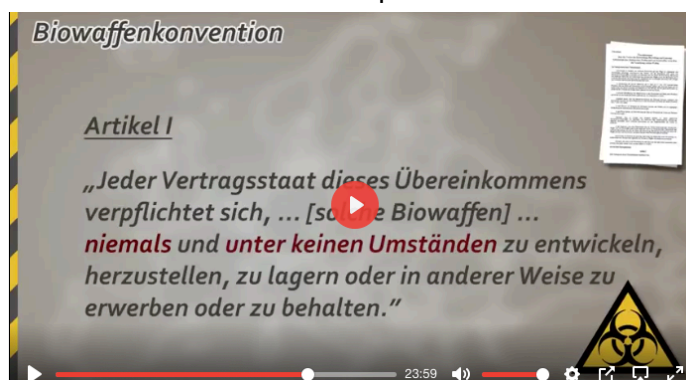 Biowaffenkonvention
Artikel I
„Jeder Vertragsstaat dieses Übereinkommens
verpflichtet sich, ... [solche Biowaffen] ...
niemals und unter keinen Umständen zu entwickeln,
herzustellen, zu lagern oder in anderer Weise zu
erwerben oder zu behalten.”
23:59